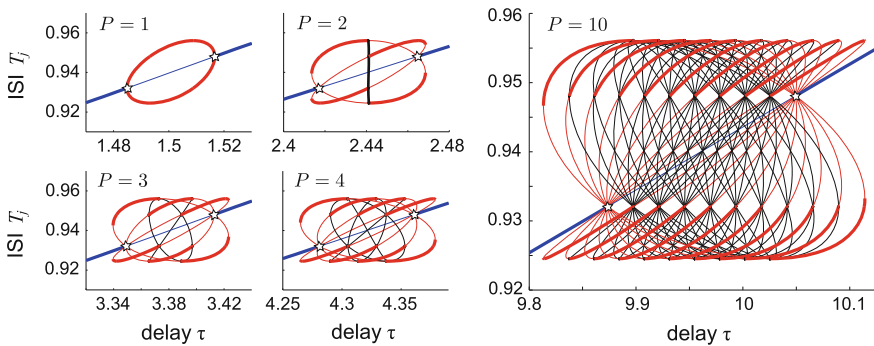 P = 1
P = 2
P = 10
ISI Tj
0.96
0.94
0.92
1.48
1.5
1.52
2.4
2.44
2.48
P = 3
P = 4
ISI Tj
0.96
0.94
0.92
3.34
3.38
3.42
4.25
4.3
4.35
delay τ
delay τ
0.96
0.95
0.94
0.93
0.92
9.8
9.9
10
10.1
delay τ